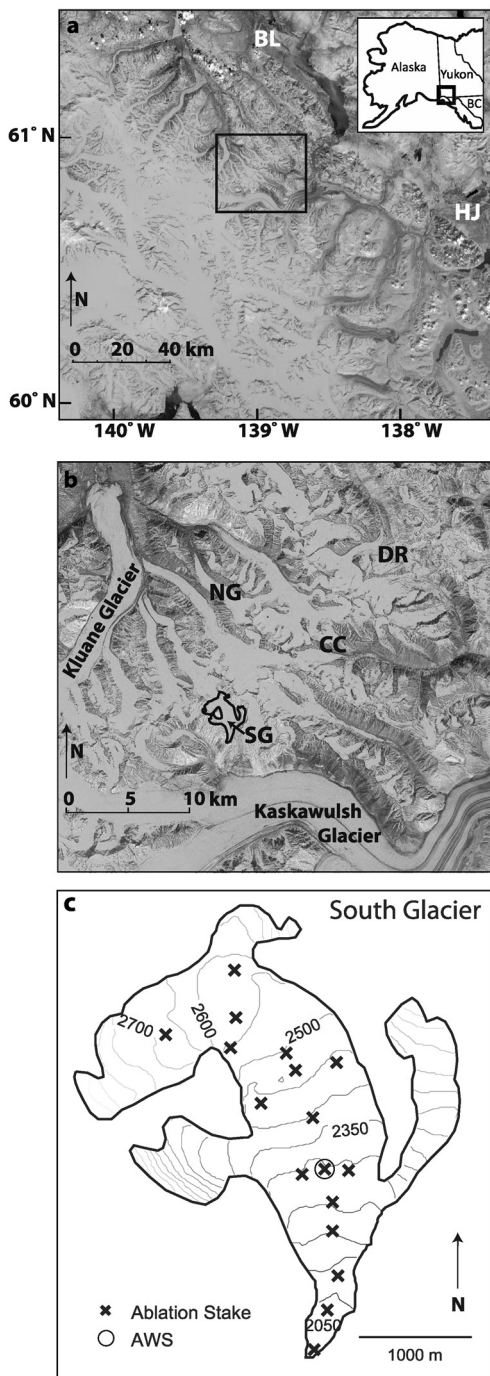 a
BL
Alaska
Yukon
BC
61° N
HJ
N
0 20 40 km
60° N
140° W 139° W 138° W
b
DR
NG
Kluane Glacier
CC
SG
N
0 5 10 km
Kaskawulsh
Glacier
c
South Glacier
2700
2600
2500
2350
2050
Ablation Stake
AWS
N
1000 m